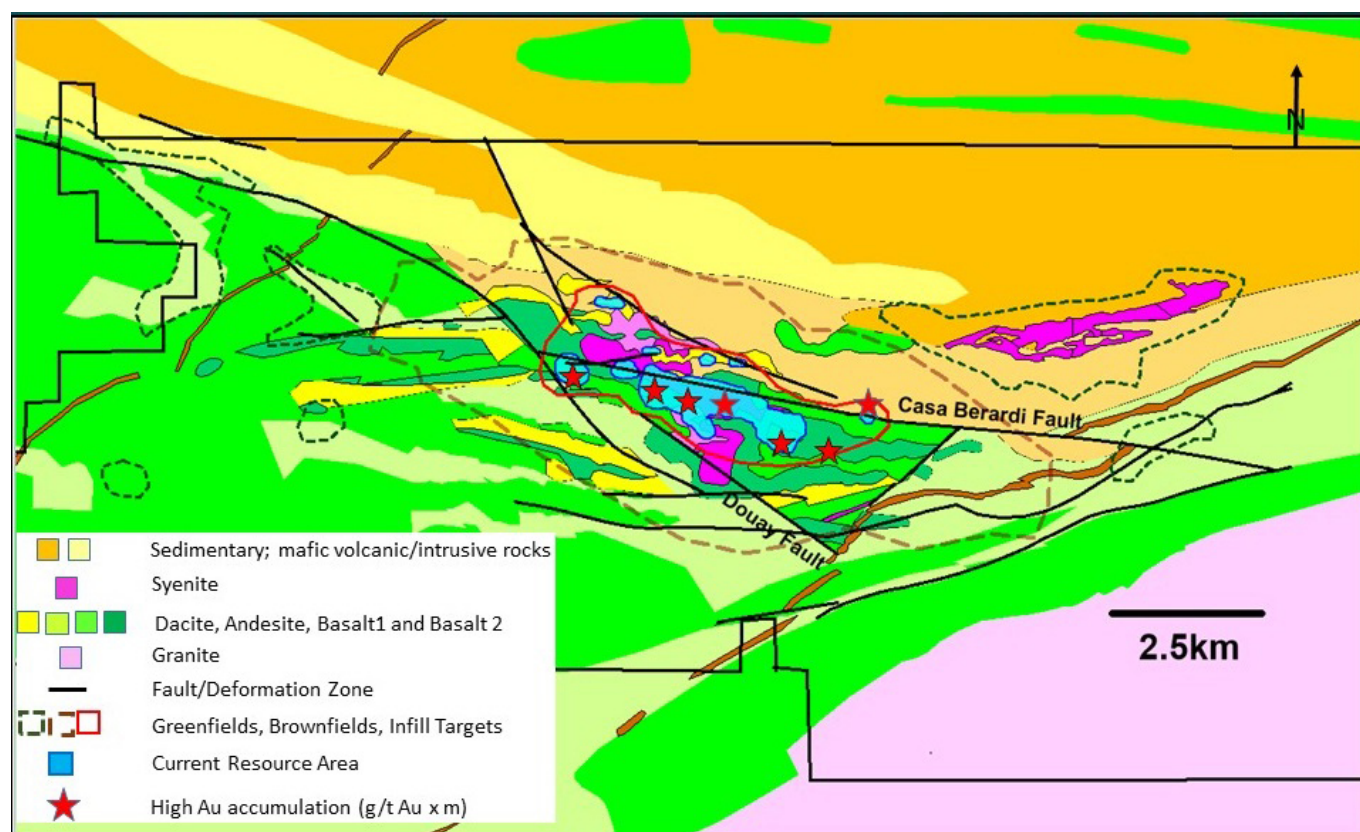 N
Casa Berardi Fault
Douay Fault
2.5km
Sedimentary; mafic volcanic/intrusive rocks
Syenite
Dacite, Andesite, Basalt1 and Basalt 2
Granite
Fault/Deformation Zone
Greenfields, Brownfields, Infill Targets
Current Resource Area
High Au accumulation (g/t Au x m)